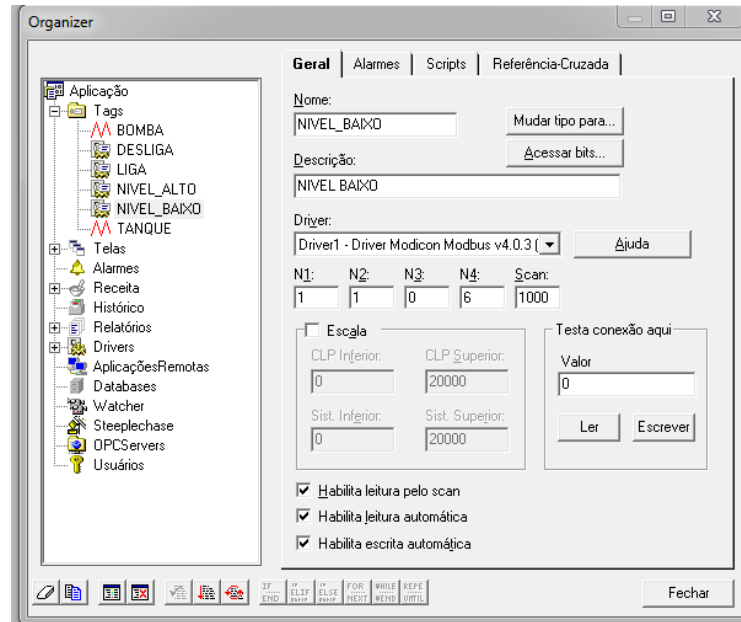 Organizer
Aplicação
Tags
BOMBA
DESLIGA
LIGA
NIVEL_ALTO
NIVEL_BAIXO
TANQUE
Telas
Alarmes
Receita
Histórico
Relatórios
Drivers
AplicaçõesRemotas
Databases
Watcher
Steeplechase
OPCServers
Usuários
Geral Alarmes Scripts Referência-Cruzada
Nome:
NIVEL_BAIXO Mudar tipo para...
Acessar bits...
Descrição:
NIVEL BAIXO
Driver:
Driver1 - Driver Modicon Modbus v4.0.3 ( Ajuda
N1: N2: N3: N4: Scan:
1 1 0 6 1000
Escala Testa conexão aqui
CLP Inferior: CLP Superior: Valor
0 20000 0
Sist. Inferior: Sist. Superior:
0 20000 Ler Escrever
Habilita leitura pelo scan
Habilita leitura automática
Habilita escrita automática
IF IF IF FOR WHILE REPE
END ELIF ELSE NEXT WEND UNTIL
Fechar